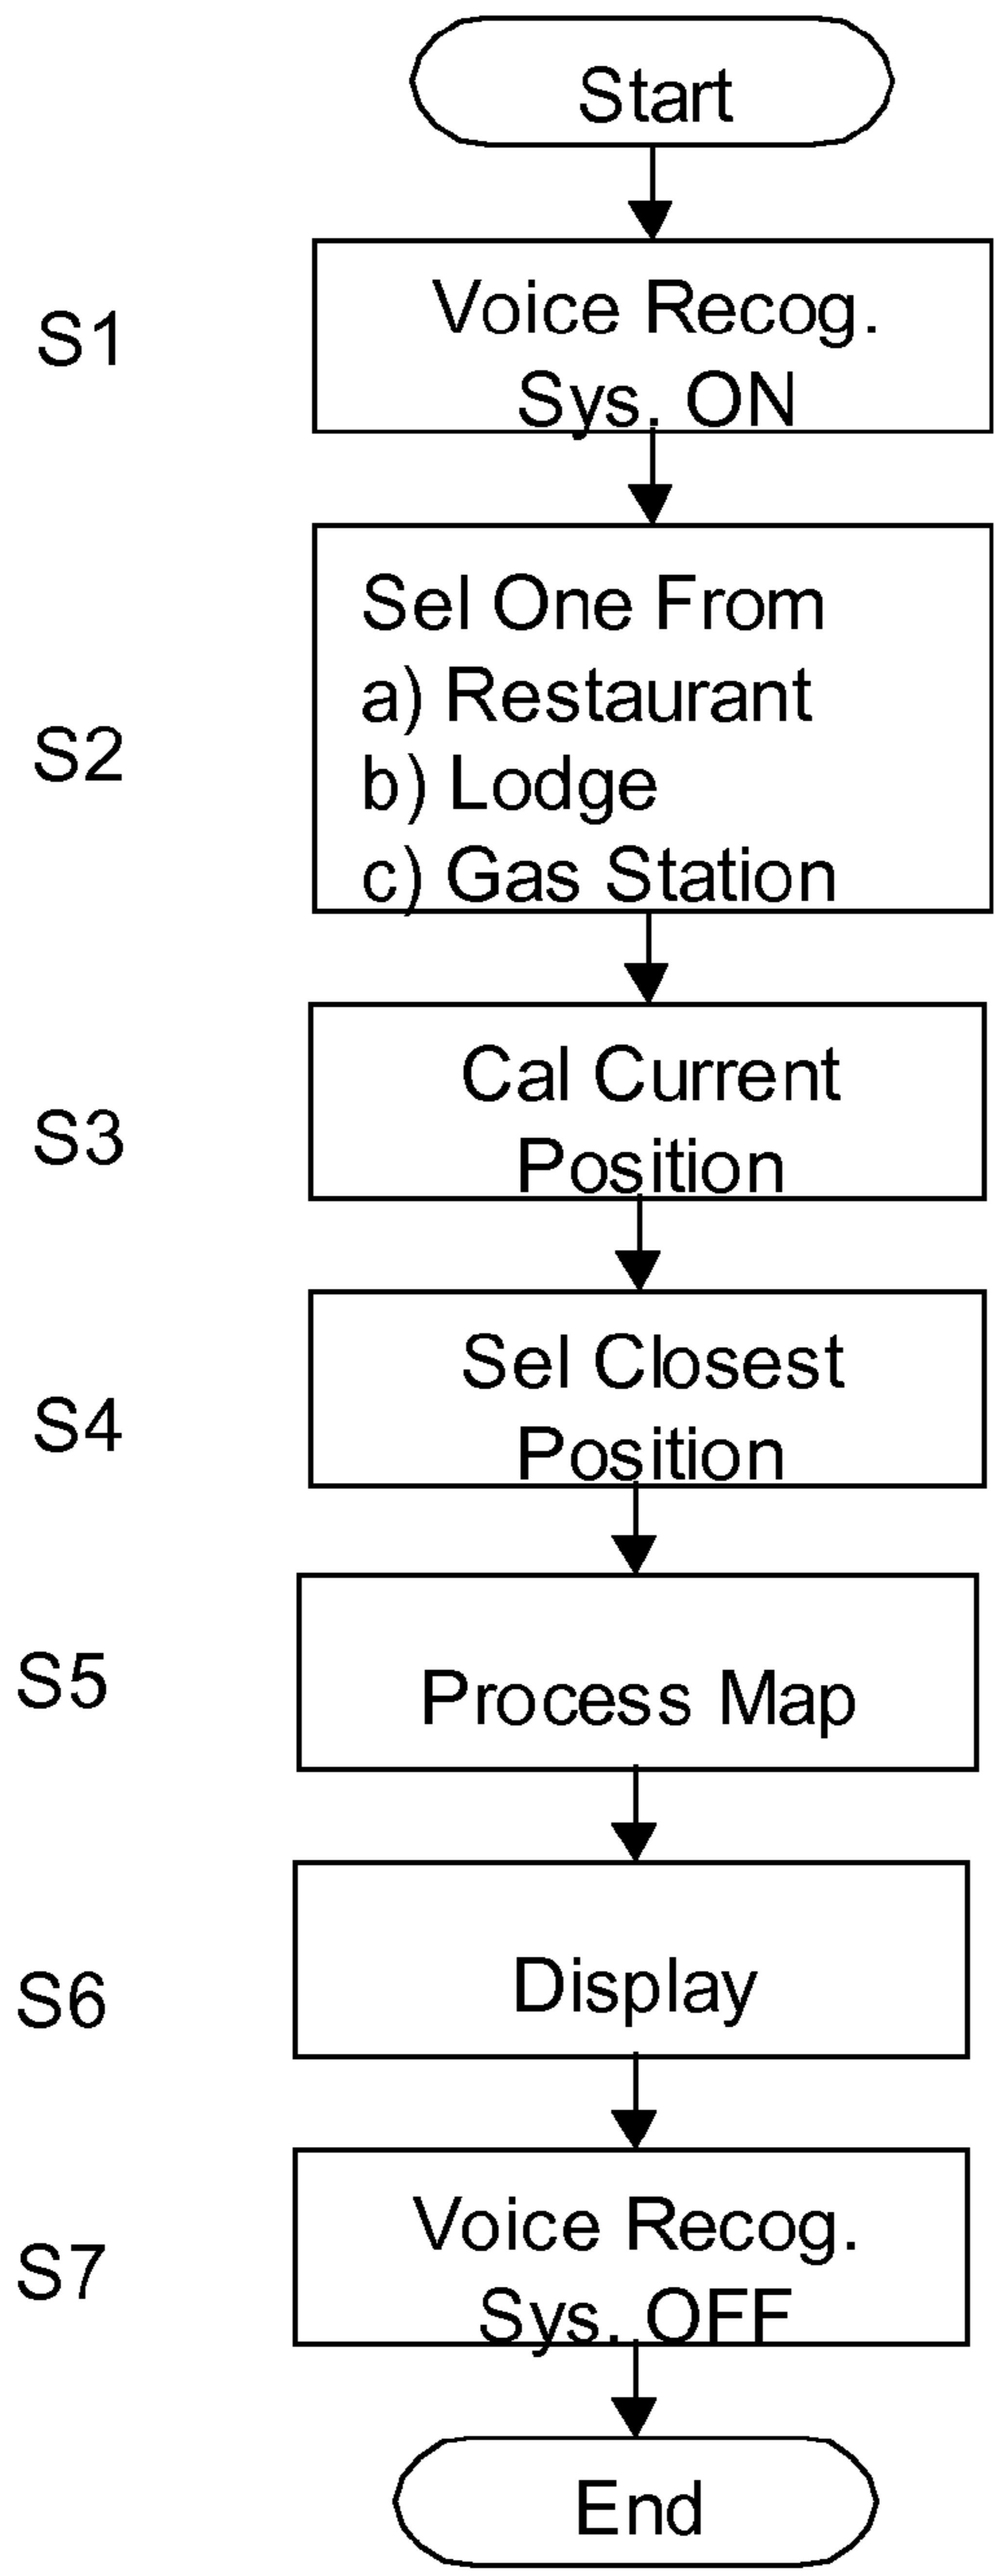 Start
S1
Voice Recog.
Sys. ON
S2
Sel One From
a) Restaurant
b) Lodge
c) Gas Station
S3
Cal Current
Position
S4
Sel Closest
Position
S5
Process Map
S6
Display
S7
Voice Recog.
Sys. OFF
End